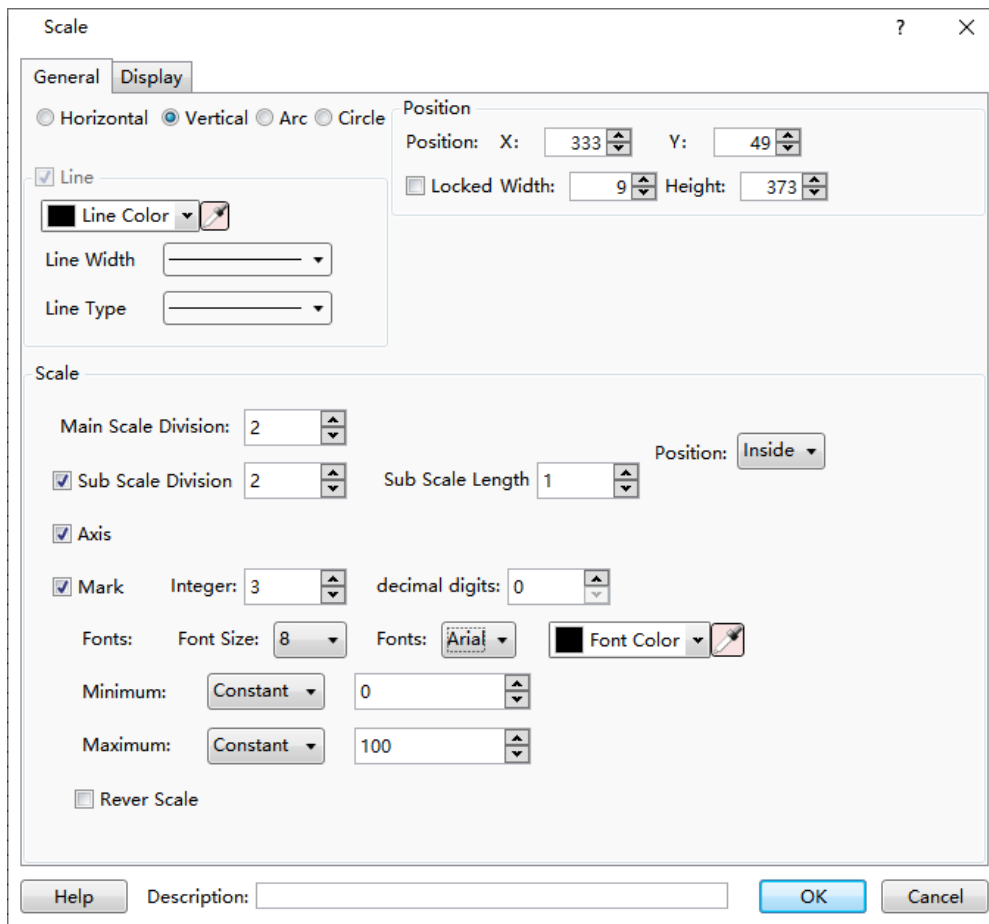 Scale ?
General Display
Horizontal Vertical Arc Circle
Position
Position: X: 333 Y: 49
Locked Width: 9 Height: 373
Line
Line Color
Line Width
Line Type
Scale
Main Scale Division: 2
Position: Inside
Sub Scale Division 2 Sub Scale Length 1
Axis
Mark Integer: 3 decimal digits: 0
Fonts: Font Size: 8 Fonts: Arial Font Color
Minimum: Constant 0
Maximum: Constant 100
Rever Scale
Help Description: OK Cancel